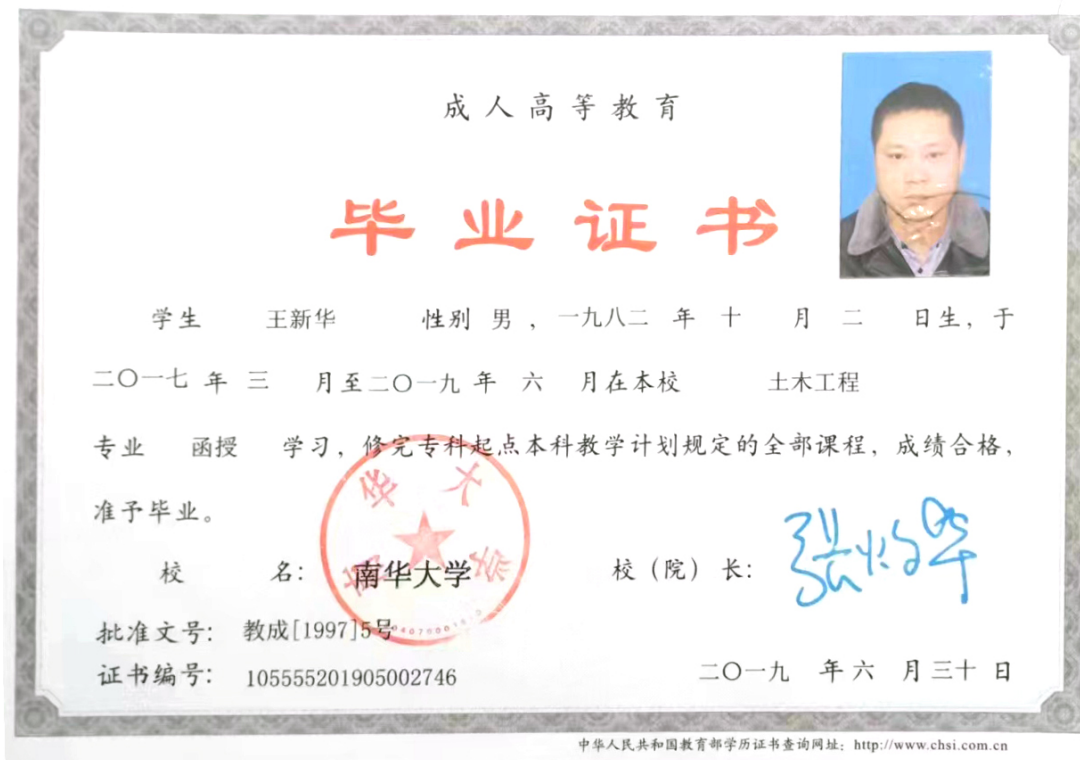 成人高等教育
毕业证书
学生 王新华 性别 男，一九八二 年 十 月 二 日生，于
二〇一七 年 三 月至二〇一九 年 六 月在本校 土木工程
专业 函授 学习，修完专科起点本科教学计划规定的全部课程，成绩合格，
准予毕业。
校 名：南华大学
校（院）长：
南华大学
批准文号：教成[1997]5号
证书编号：105555201905002746
二〇一九 年 六 月 三十 日
中华人民共和国教育部学历证书查询网址：http://www.chsi.com.cn